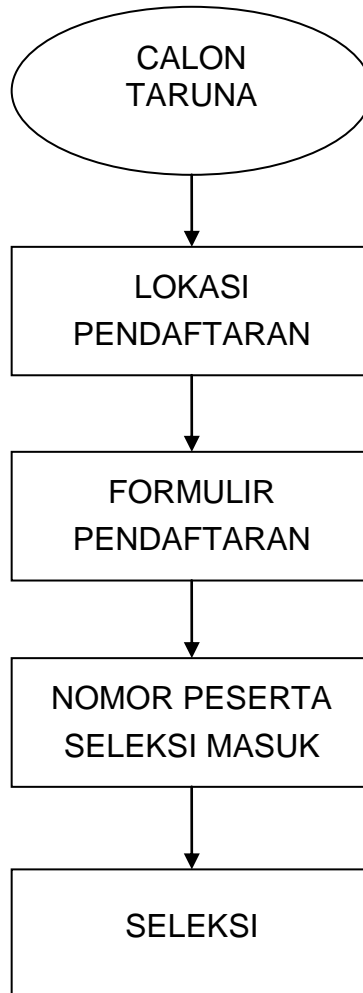 CALON
TARUNA
LOKASI
PENDAFTARAN
FORMULIR
PENDAFTARAN
NOMOR PESERTA
SELEKSI MASUK
SELEKSI